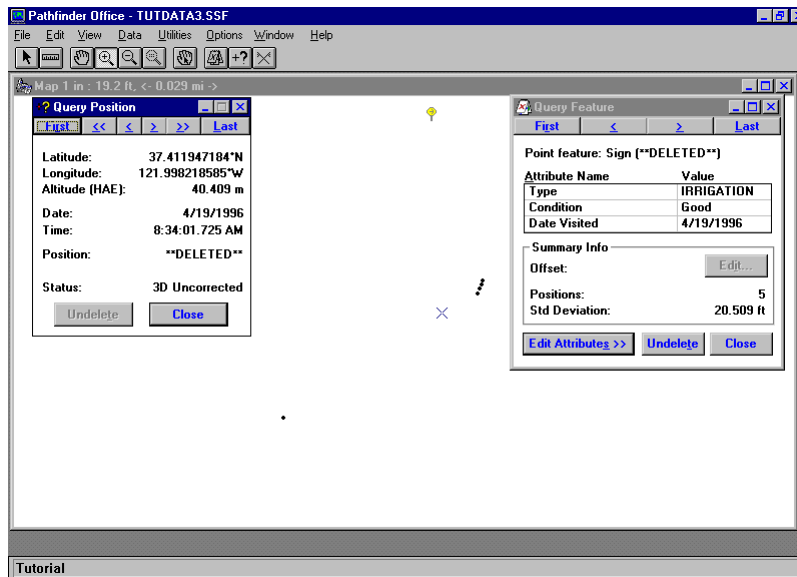 Pathfinder Office - TUTDATA3.SSF
File Edit View Data Utilities Options Window Help
+?
Map 1 in : 19.2 ft, <- 0.029 mi ->
? Query Position
First << < > >> Last
Latitude: 37.411947184°N
Longitude: 121.998218585°W
Altitude (HAE): 40.409 m
Date: 4/19/1996
Time: 8:34:01.725 AM
Position: **DELETED**
Status: 3D Uncorrected
Undelete Close
Query Feature
First < > Last
Point feature: Sign (**DELETED**)
Attribute Name Value
Type IRRIGATION
Condition Good
Date Visited 4/19/1996
Summary Info
Offset: Edit...
Positions: 5
Std Deviation: 20.509 ft
Edit Attributes >> Undelete Close
Tutorial